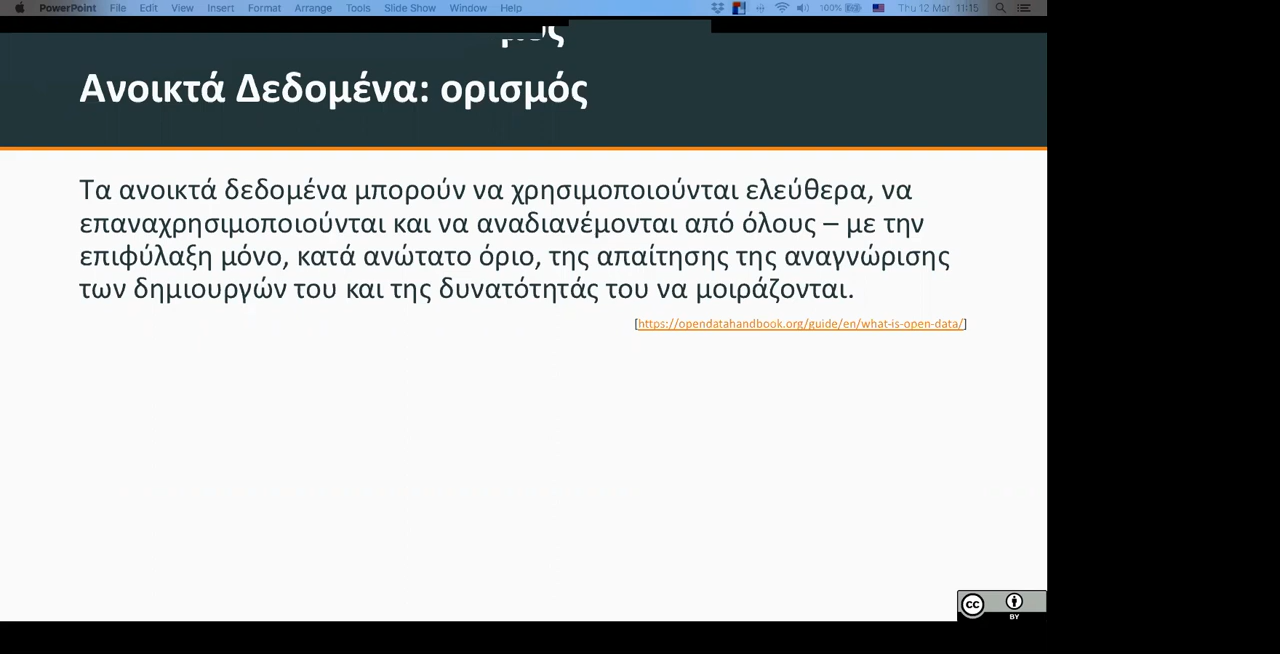 PowerPoint File Edit View Insert Format Arrange Tools Slide Show Window Help 100% Thu 12 Mar 11:15
Ανοικτά Δεδομένα: ορισμός
Τα ανοικτά δεδομένα μπορούν να χρησιμοποιούνται ελεύθερα, να
επαναχρησιμοποιούνται και να αναδιανέμονται από όλους – με την
επιφύλαξη μόνο, κατά ανώτατο όριο, της απαίτησης της αναγνώρισης
των δημιουργών του και της δυνατότητάς του να μοιράζονται.
[https://opendatahandbook.org/guide/en/what-is-open-data/]
cc
BY